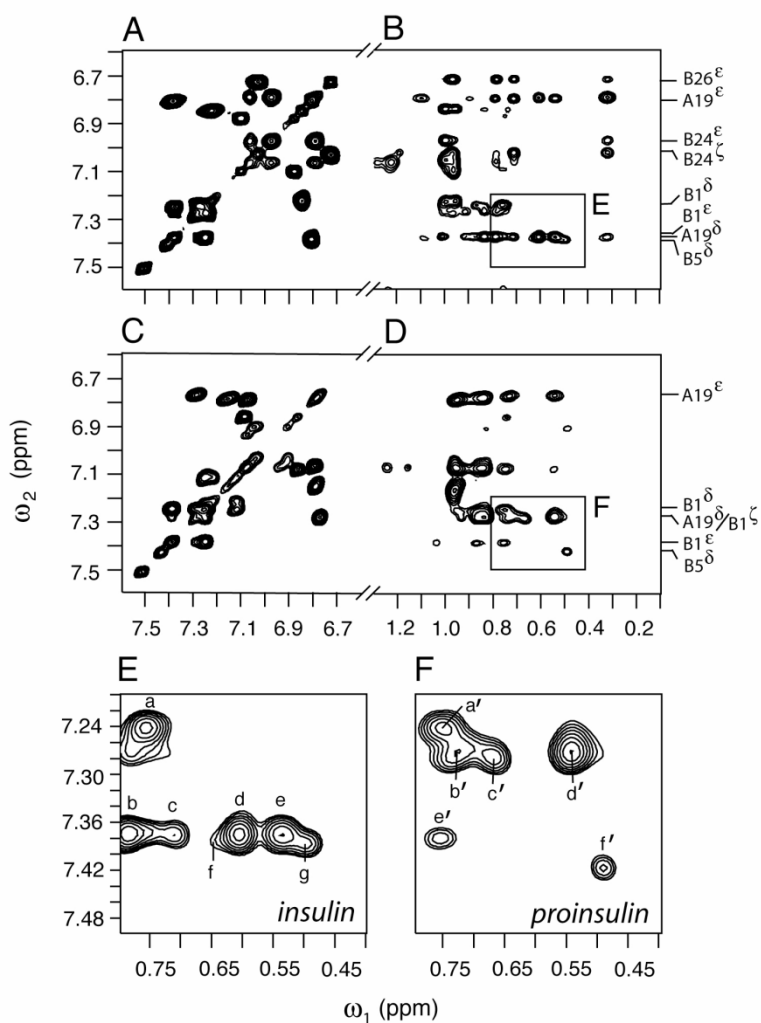 A B
6.7
6.9
7.1
7.3
7.5
B26ε
A19ε
B24ε
B24ζ
B1δ
B1ε
A19δ
B5δ
E
C D
6.7
6.9
7.1
7.3
7.5
A19ε
B1δ
A19δ/B1ζ
B1ε
B5δ
F
7.5 7.3 7.1 6.9 6.7 1.2 1.0 0.8 0.6 0.4 0.2
ω2 (ppm)
E F
7.24
7.30
7.36
7.42
7.48
a
b c d e
f g
insulin
a′
b′ c′ d′
e′
f′
proinsulin
0.75 0.65 0.55 0.45 0.75 0.65 0.55 0.45
ω1 (ppm)